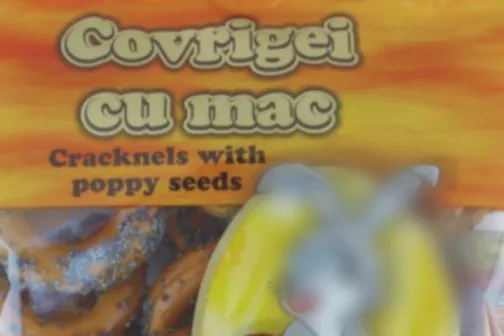 Covrigei
cu mac
Cracknels with
poppy seeds